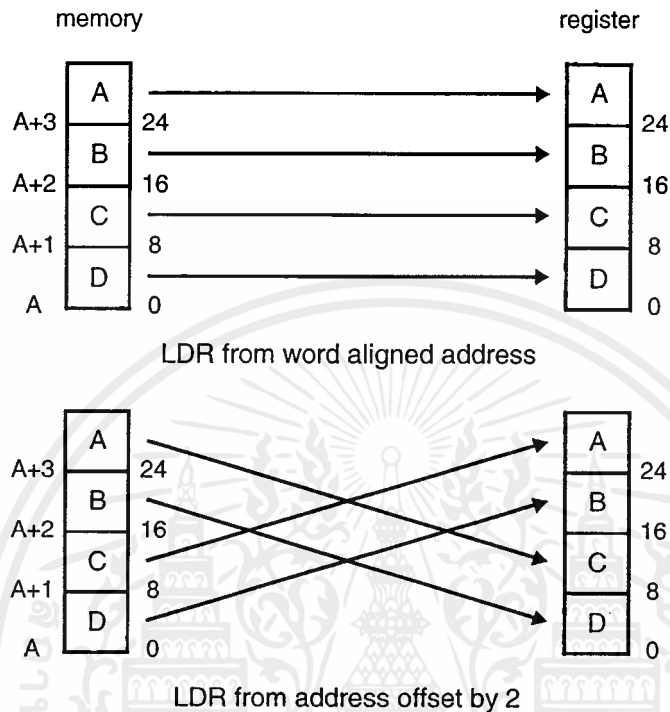 memory register
A A
A+3 24 24
B B
A+2 16 16
C C
A+1 8 8
D D
A 0 0
LDR from word aligned address
A A
A+3 24 24
B B
A+2 16 16
C C
A+1 8 8
D D
A 0 0
LDR from address offset by 2